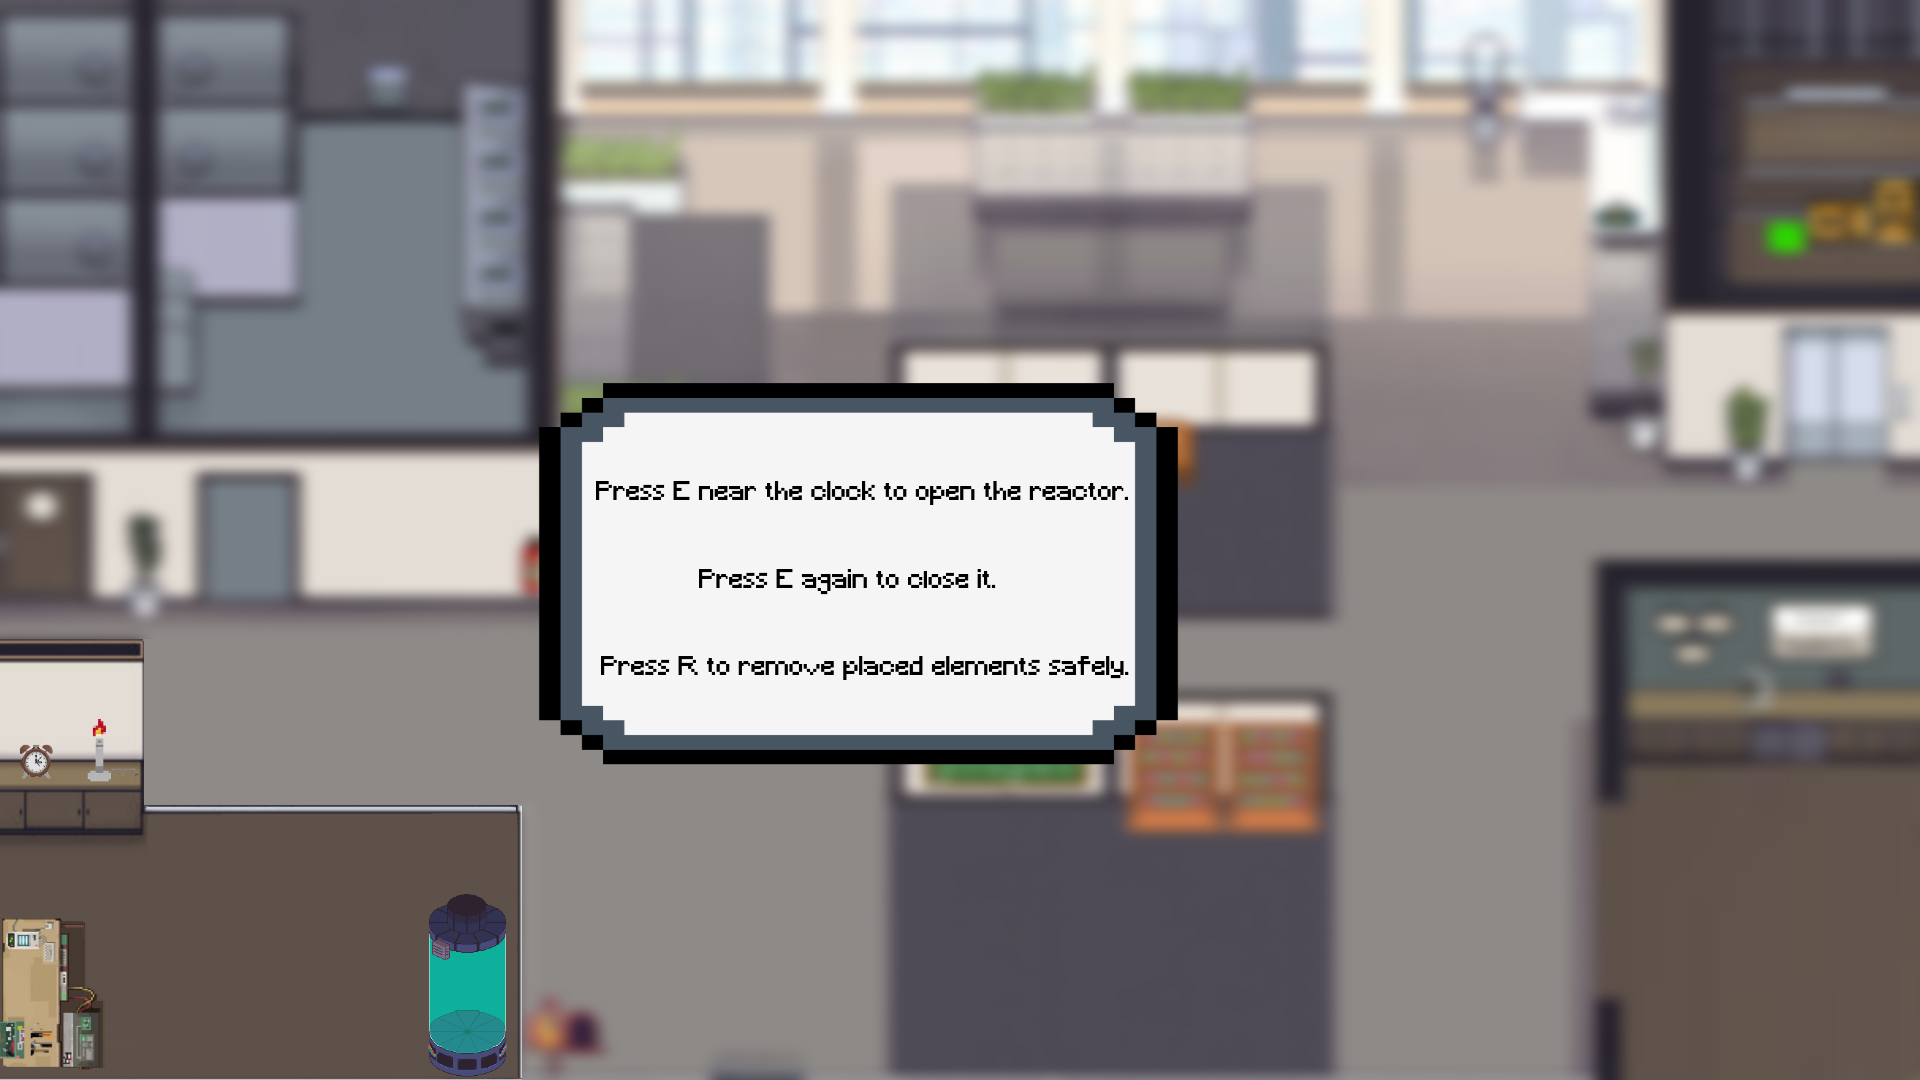 Press E near the clock to open the reactor.
Press E again to close it.
Press R to remove placed elements safely.